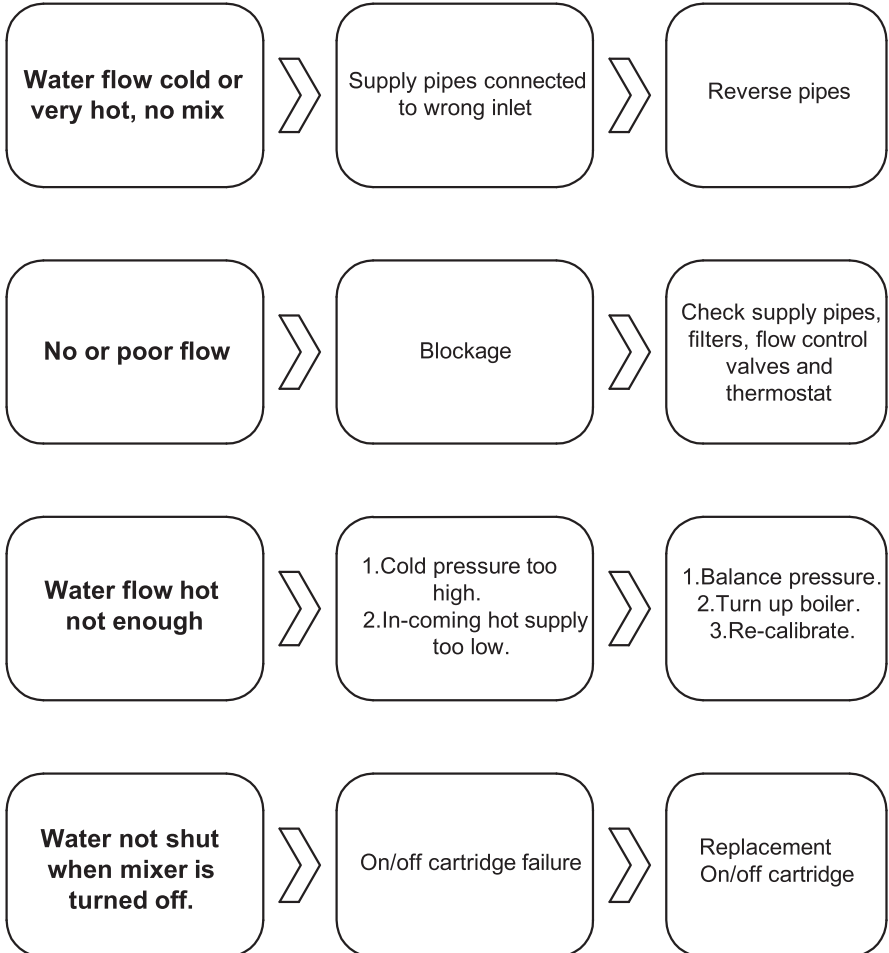 Water flow cold or
very hot, no mix
Supply pipes connected
to wrong inlet
Reverse pipes
No or poor flow
Blockage
Check supply pipes,
filters, flow control
valves and
thermostat
Water flow hot
not enough
1.Cold pressure too
high.
2.In-coming hot supply
too low.
1.Balance pressure.
2.Turn up boiler.
3.Re-calibrate.
Water not shut
when mixer is
turned off.
On/off cartridge failure
Replacement
On/off cartridge